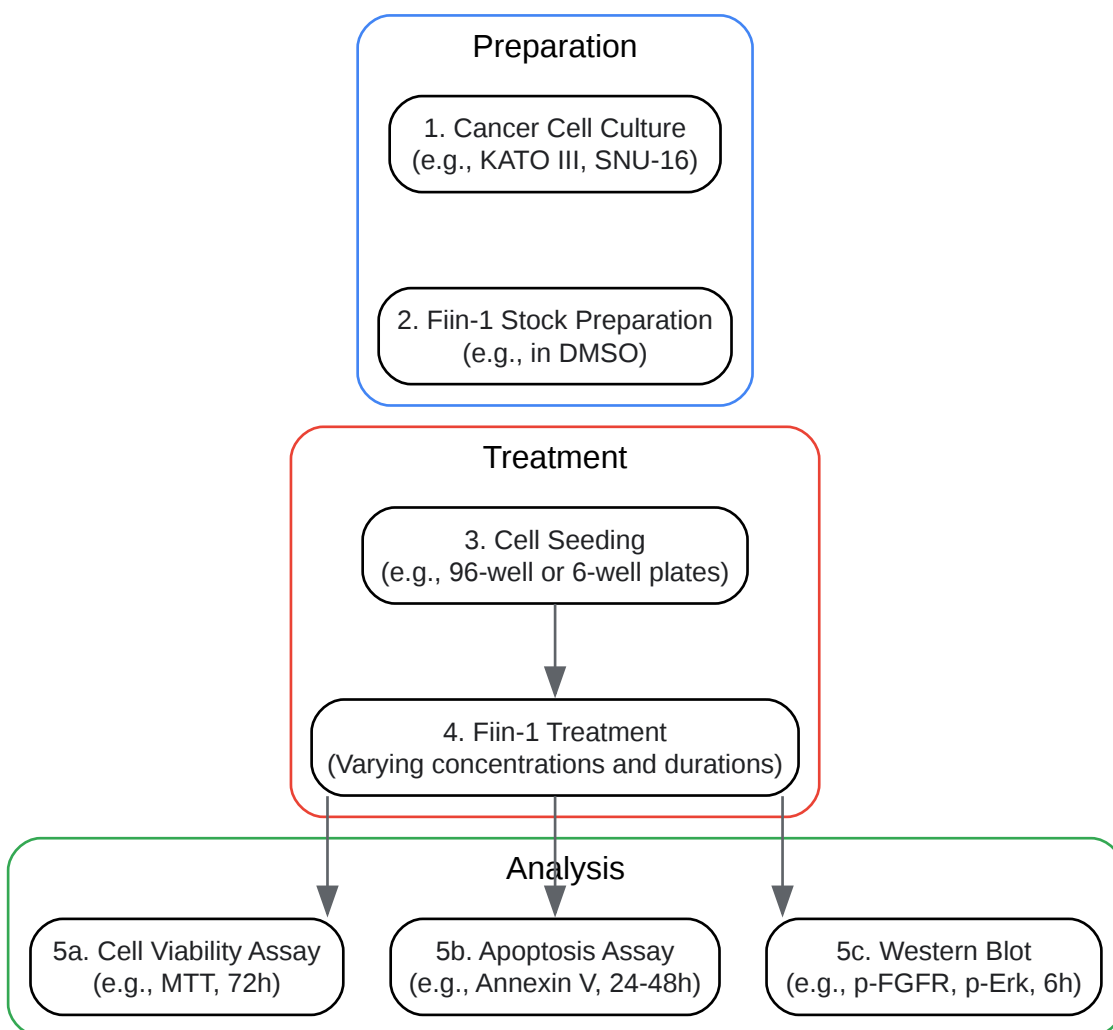 Preparation
1. Cancer Cell Culture
(e.g., KATO III, SNU-16)
2. Fiin-1 Stock Preparation
(e.g., in DMSO)
Treatment
3. Cell Seeding
(e.g., 96-well or 6-well plates)
4. Fiin-1 Treatment
(Varying concentrations and durations)
Analysis
5a. Cell Viability Assay
(e.g., MTT, 72h)
5b. Apoptosis Assay
(e.g., Annexin V, 24-48h)
5c. Western Blot
(e.g., p-FGFR, p-Erk, 6h)